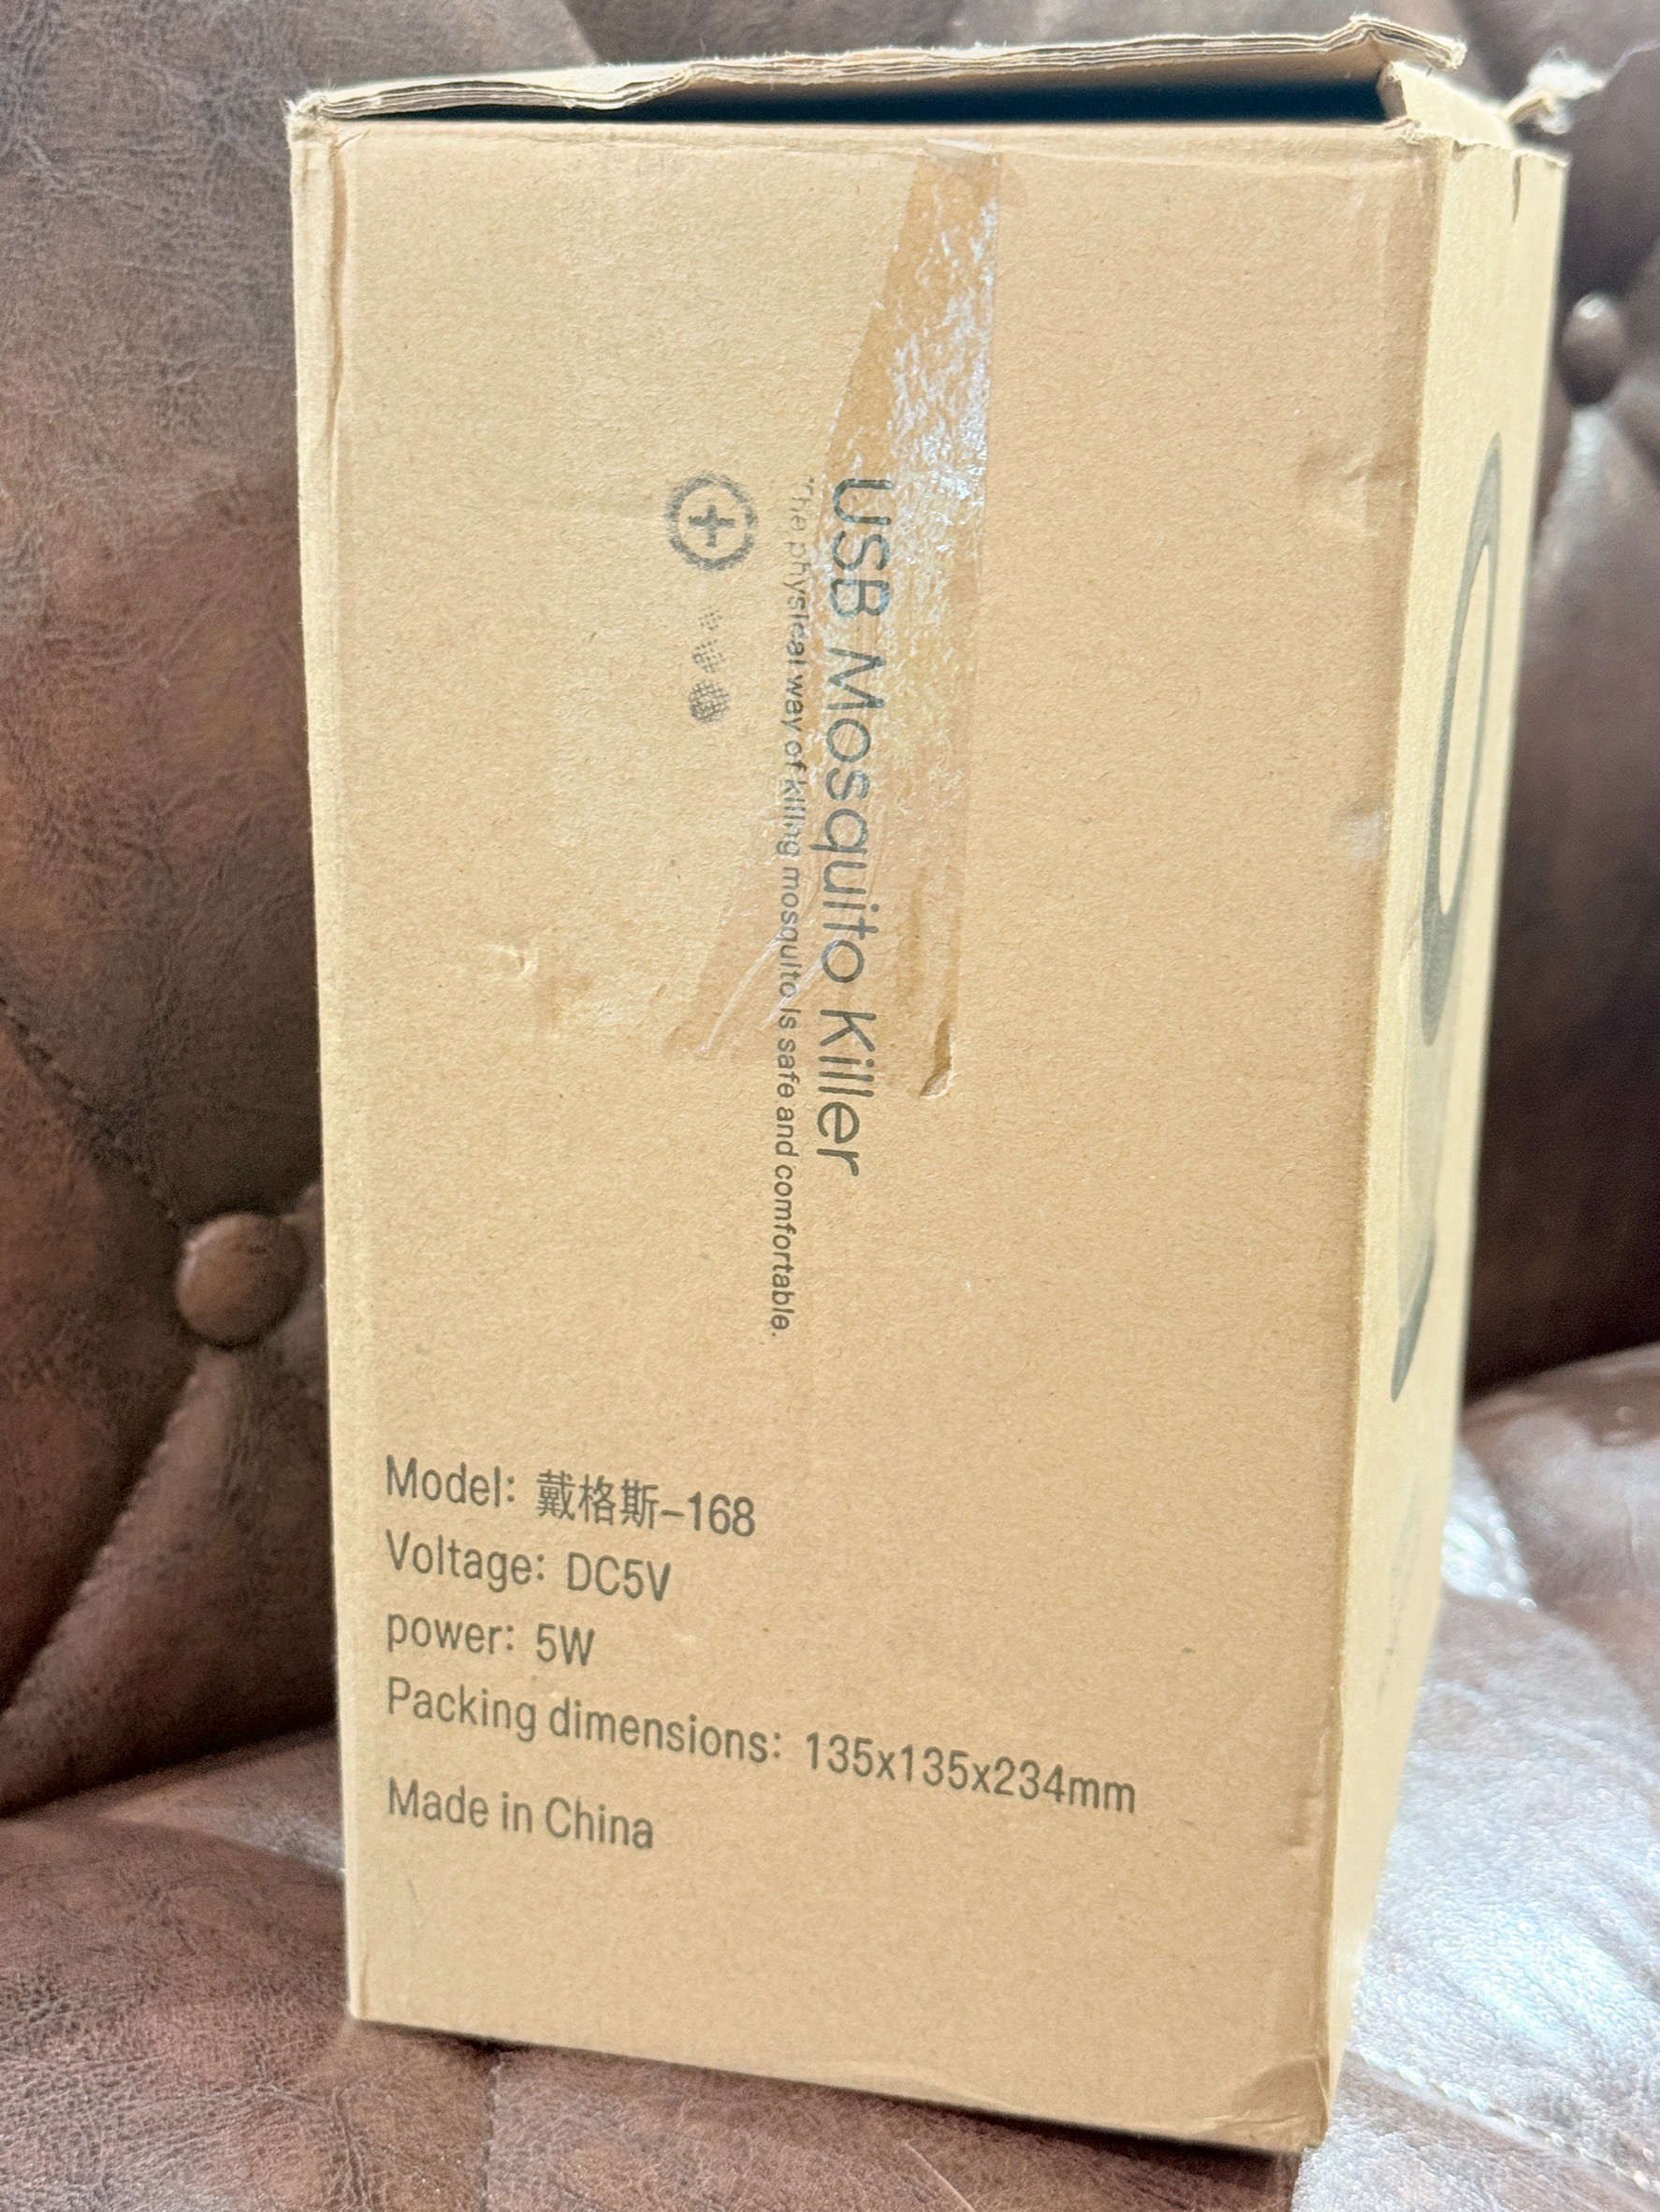 USB Mosquito Killer
The physical way of killing mosquito is safe and comfortable.
Model: 戴格斯-168
Voltage: DC5V
power: 5W
Packing dimensions: 135x135x234mm
Made in China